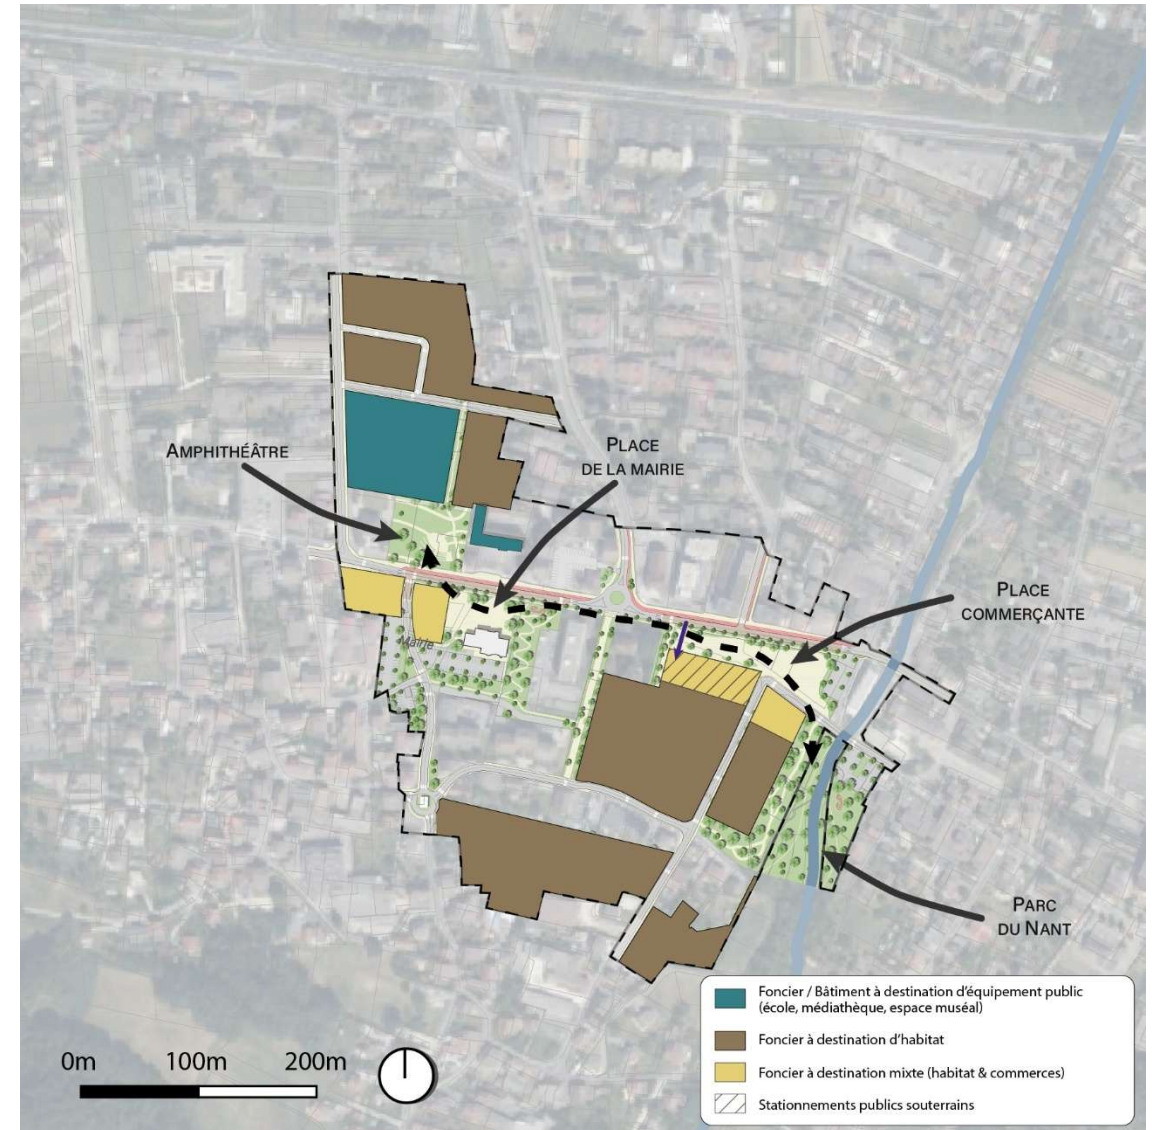 AMPHITHÉÂTRE
PLACE
DE LA MAIRIE
PLACE
COMMERÇANTE
Mairie
PARC
DU NANT
Foncier / Bâtiment à destination d'équipement public
(école, médiathèque, espace muséal)
Foncier à destination d'habitat
Foncier à destination mixte (habitat & commerces)
Stationnements publics souterrains
0m 100m 200m